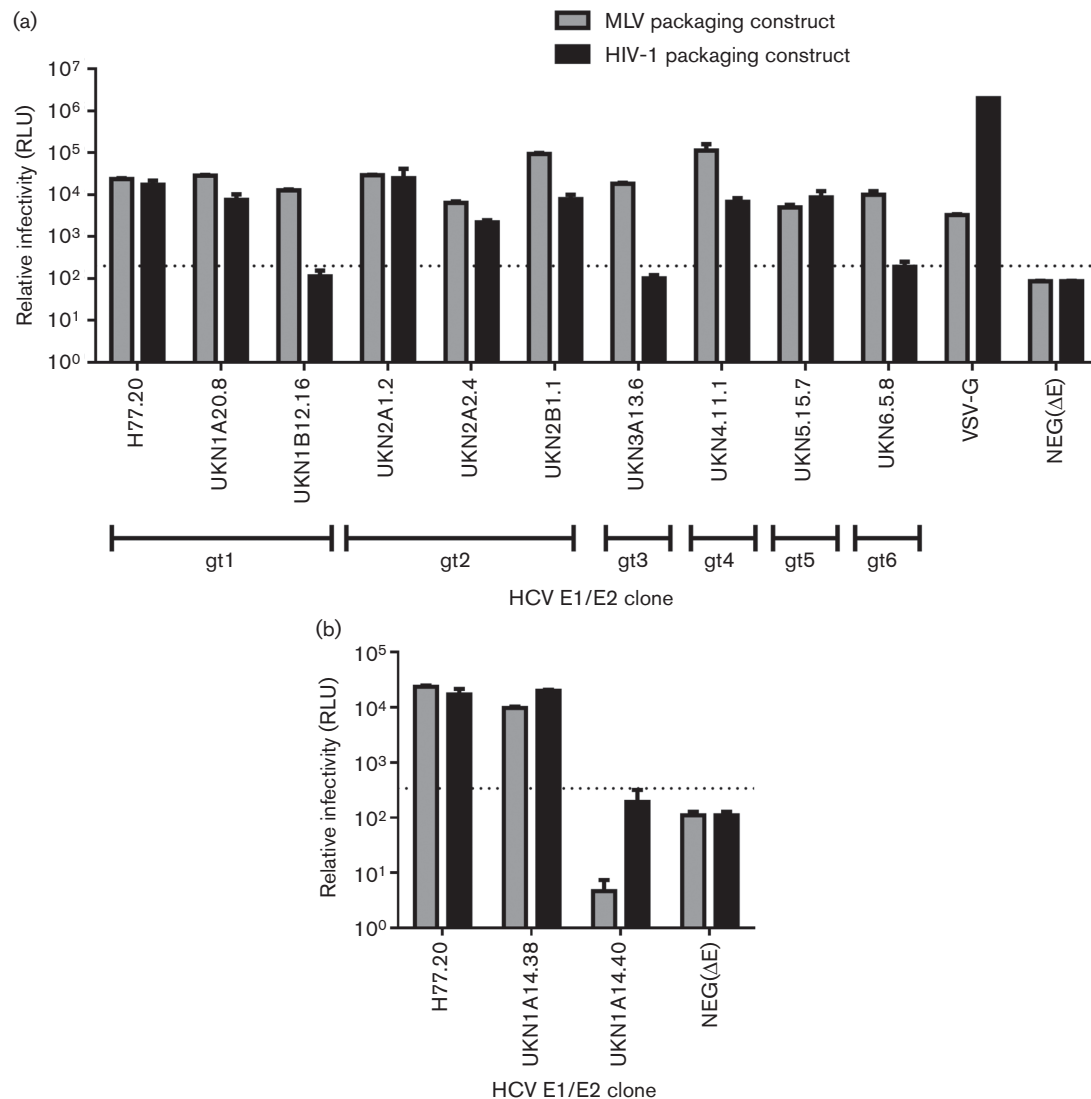 (a)
MLV packaging construct
HIV-1 packaging construct
Relative infectivity (RLU)
10⁷
10⁶
10⁵
10⁴
10³
10²
10¹
10⁰
H77.20
UKN1A20.8
UKN1B12.16
UKN2A1.2
UKN2A2.4
UKN2B1.1
UKN3A13.6
UKN4.11.1
UKN5.15.7
UKN6.5.8
VSV-G
NEG(ΔE)
gt1
gt2
gt3
gt4
gt5
gt6
HCV E1/E2 clone
(b)
Relative infectivity (RLU)
10⁵
10⁴
10³
10²
10¹
10⁰
H77.20
UKN1A14.38
UKN1A14.40
NEG(ΔE)
HCV E1/E2 clone